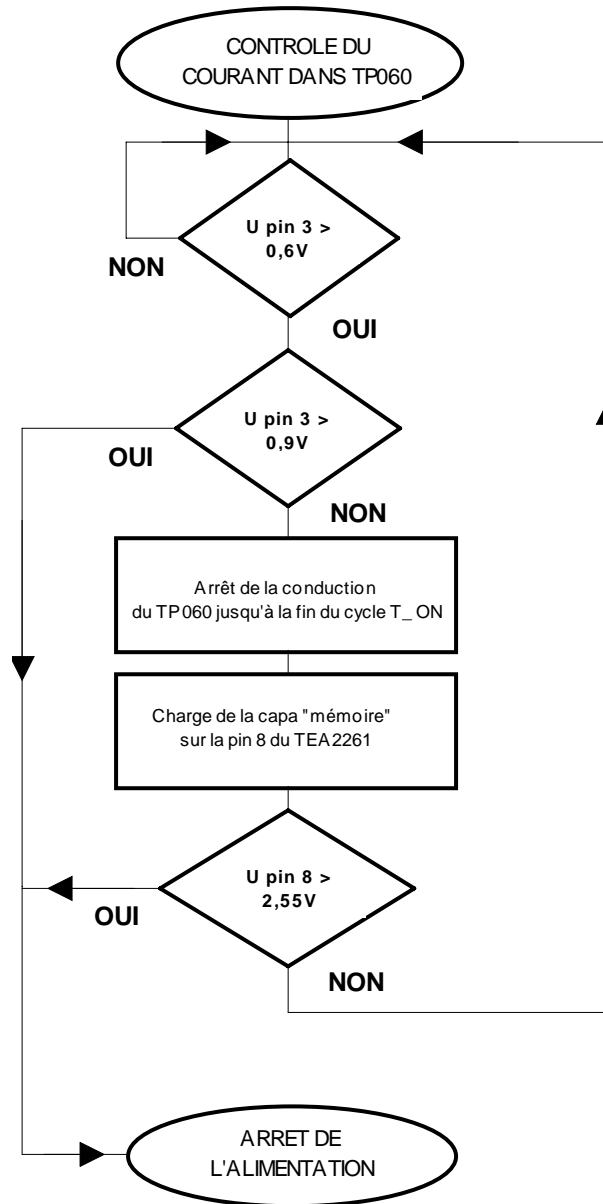 CONTROLE DU
COURANT DANS TP060
U pin 3 >
0,6V
NON
OUI
U pin 3 >
0,9V
OUI
NON
Arrêt de la conduction
du TP060 jusqu'à la fin du cycle T_ON
Charge de la capa "mémoire"
sur la pin 8 du TEA2261
U pin 8 >
2,55V
OUI
NON
ARRET DE
L'ALIMENTATION